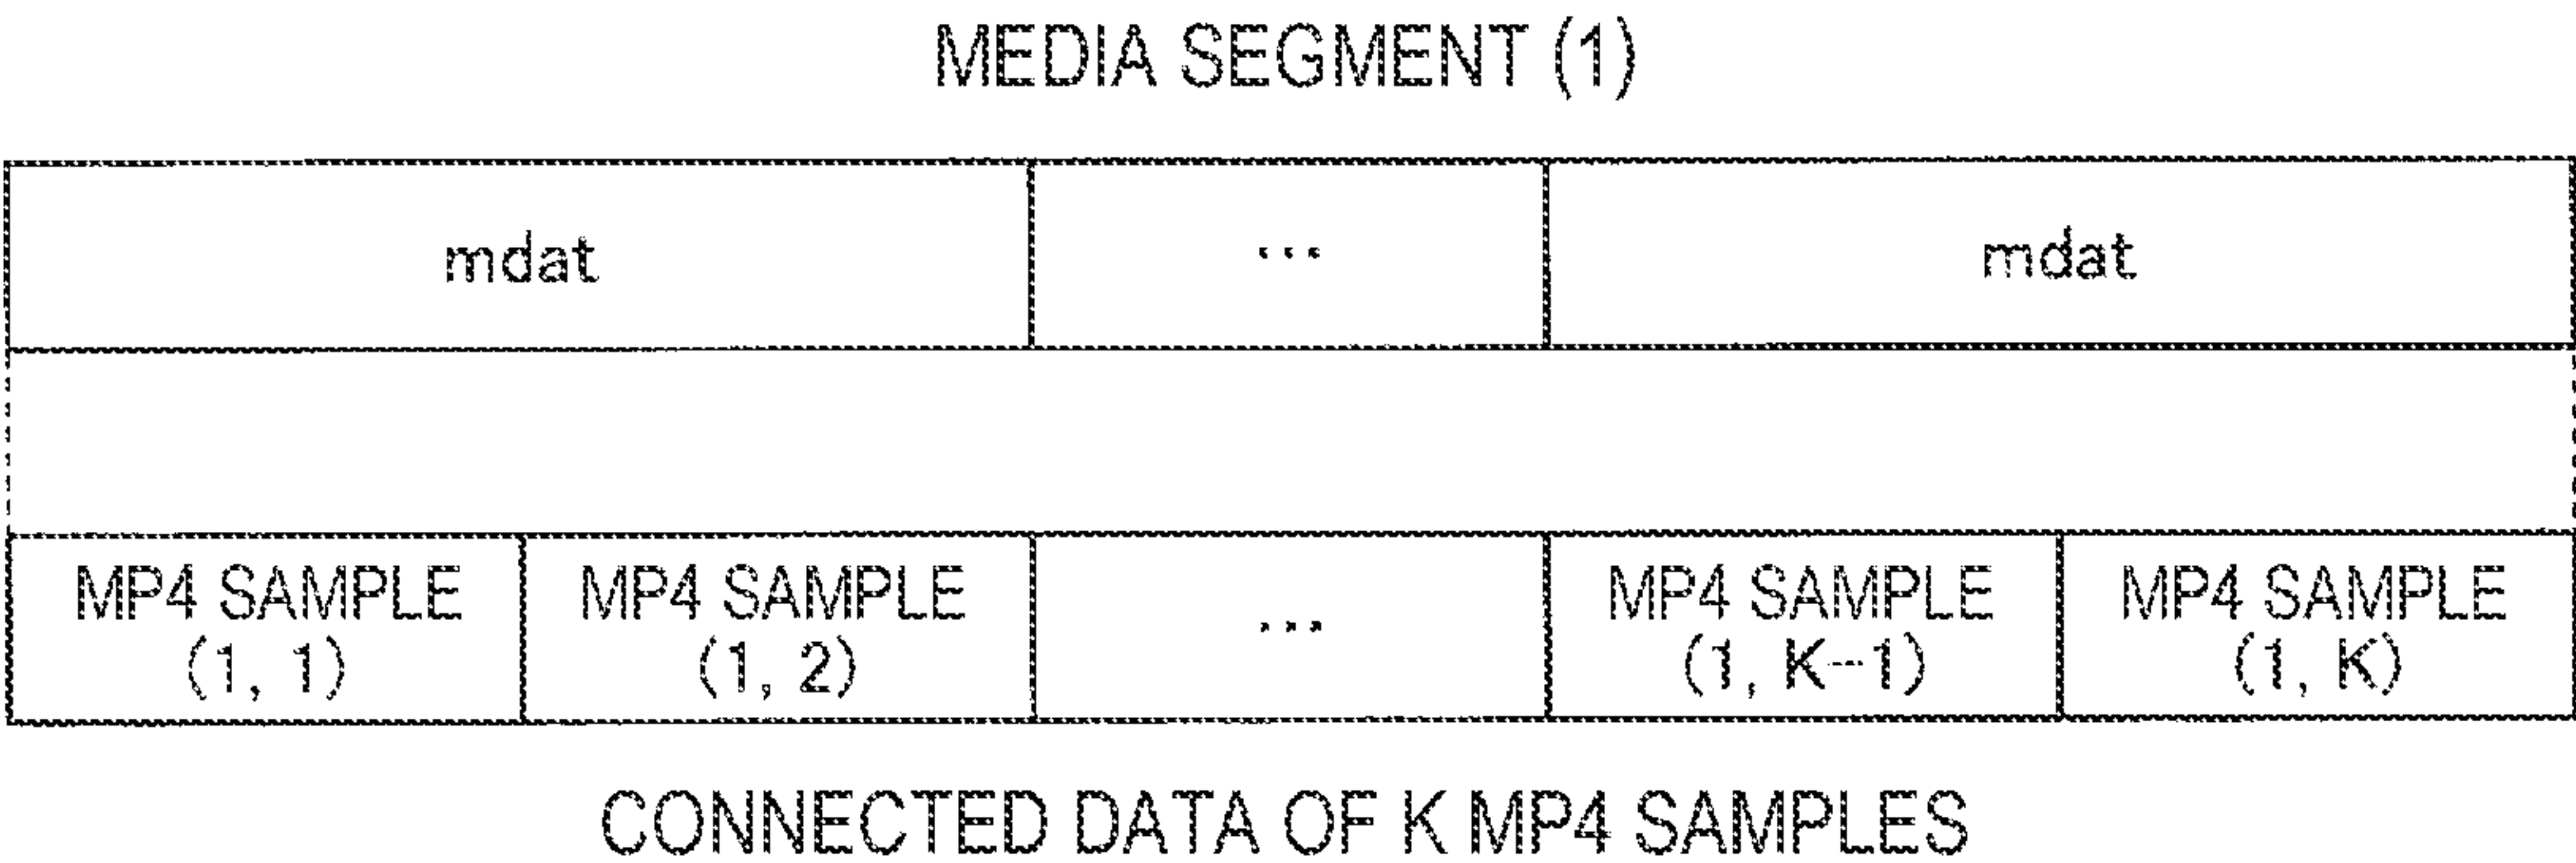 MEDIA SEGMENT (1)
mdat ... mdat
MP4 SAMPLE (1, 1) MP4 SAMPLE (1, 2) ... MP4 SAMPLE (1, K-1) MP4 SAMPLE (1, K)
CONNECTED DATA OF K MP4 SAMPLES